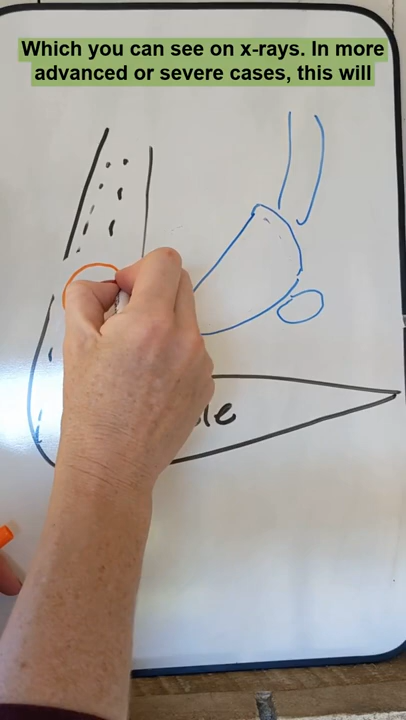 Which you can see on x-rays. In more
advanced or severe cases, this will